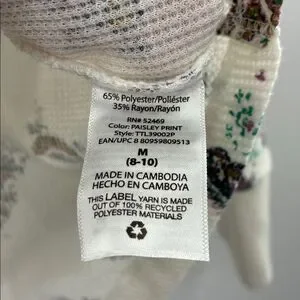 65% Polyester/Poliéster
35% Rayon/Rayón
RN# 52469
Color: PAISLEY PRINT
Style: TTL39002P
EAN/UPC 8 80959809513
M
(8-10)
MADE IN CAMBODIA
HECHO EN CAMBOYA
THIS LABEL YARN IS MADE
OUT OF 100% RECYCLED
POLYESTER MATERIALS